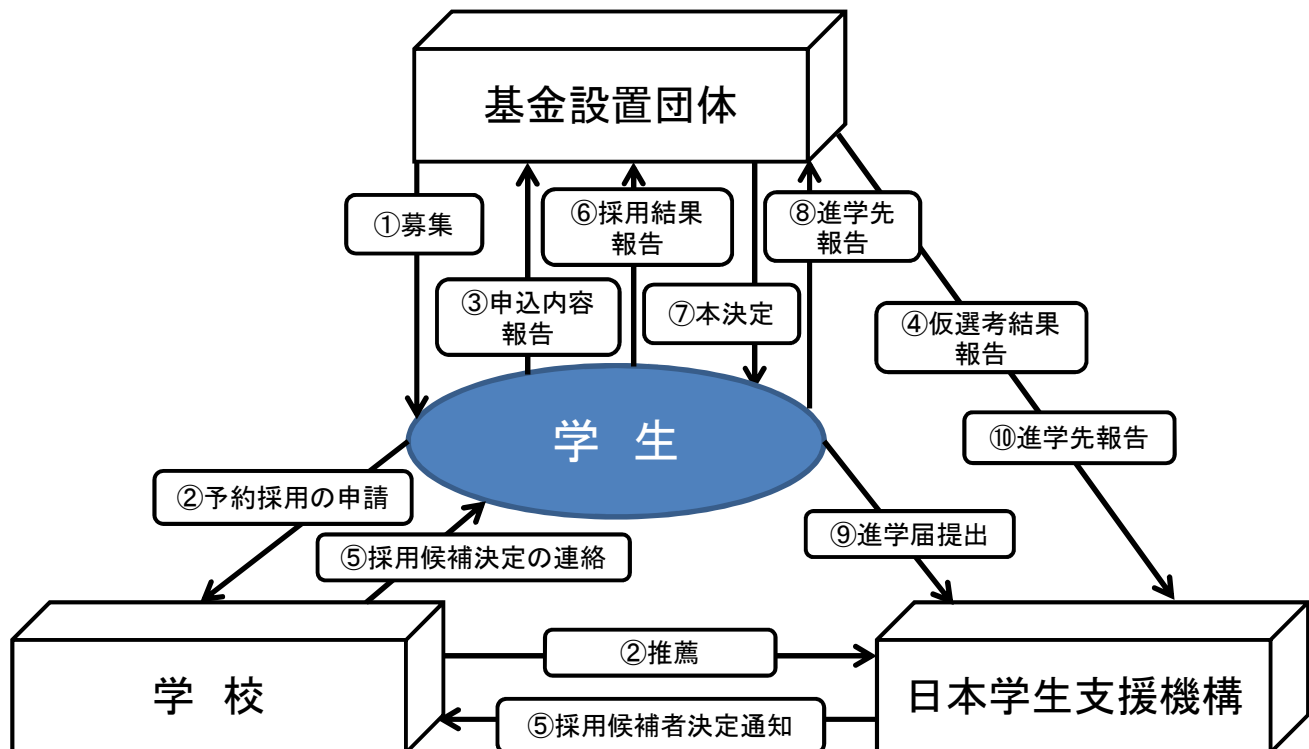 基金設置団体
①募集
③申込内容
報告
⑥採用結果
報告
⑦本決定
⑧進学先
報告
④仮選考結果
報告
⑩進学先報告
学 生
②予約採用の申請
⑤採用候補決定の連絡
⑨進学届提出
学 校
②推薦
⑤採用候補者決定通知
日本学生支援機構